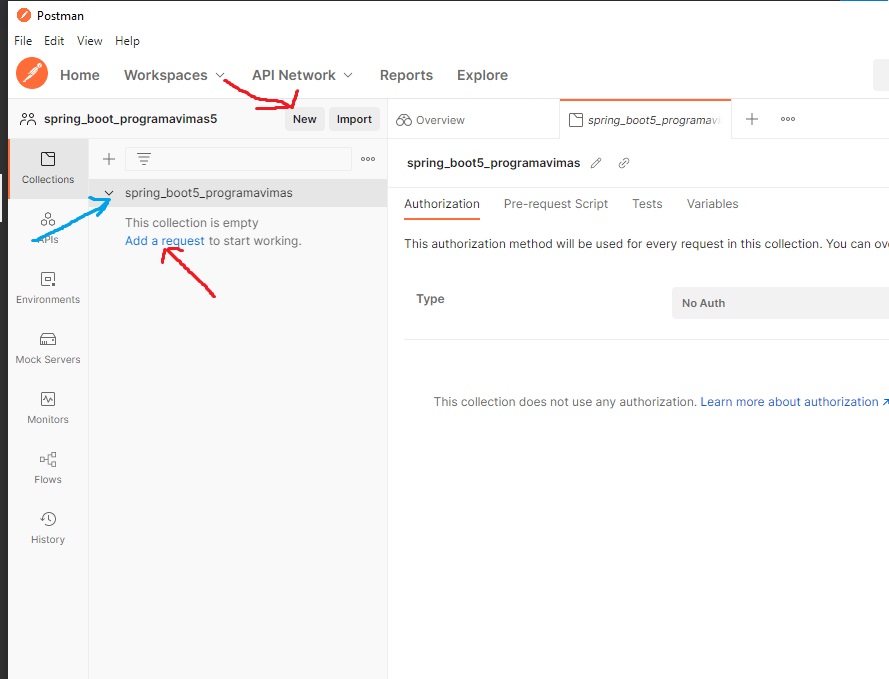 Postman
File Edit View Help
Home Workspaces API Network Reports Explore
spring_boot_programavimas5 New Import
Overview
spring_boot5_programavi
Collections
APIs
Environments
Mock Servers
Monitors
Flows
History
spring_boot5_programavimas
This collection is empty
Add a request to start working.
spring_boot5_programavimas
Authorization Pre-request Script Tests Variables
This authorization method will be used for every request in this collection. You can ov
Type No Auth
This collection does not use any authorization. Learn more about authorization ↗